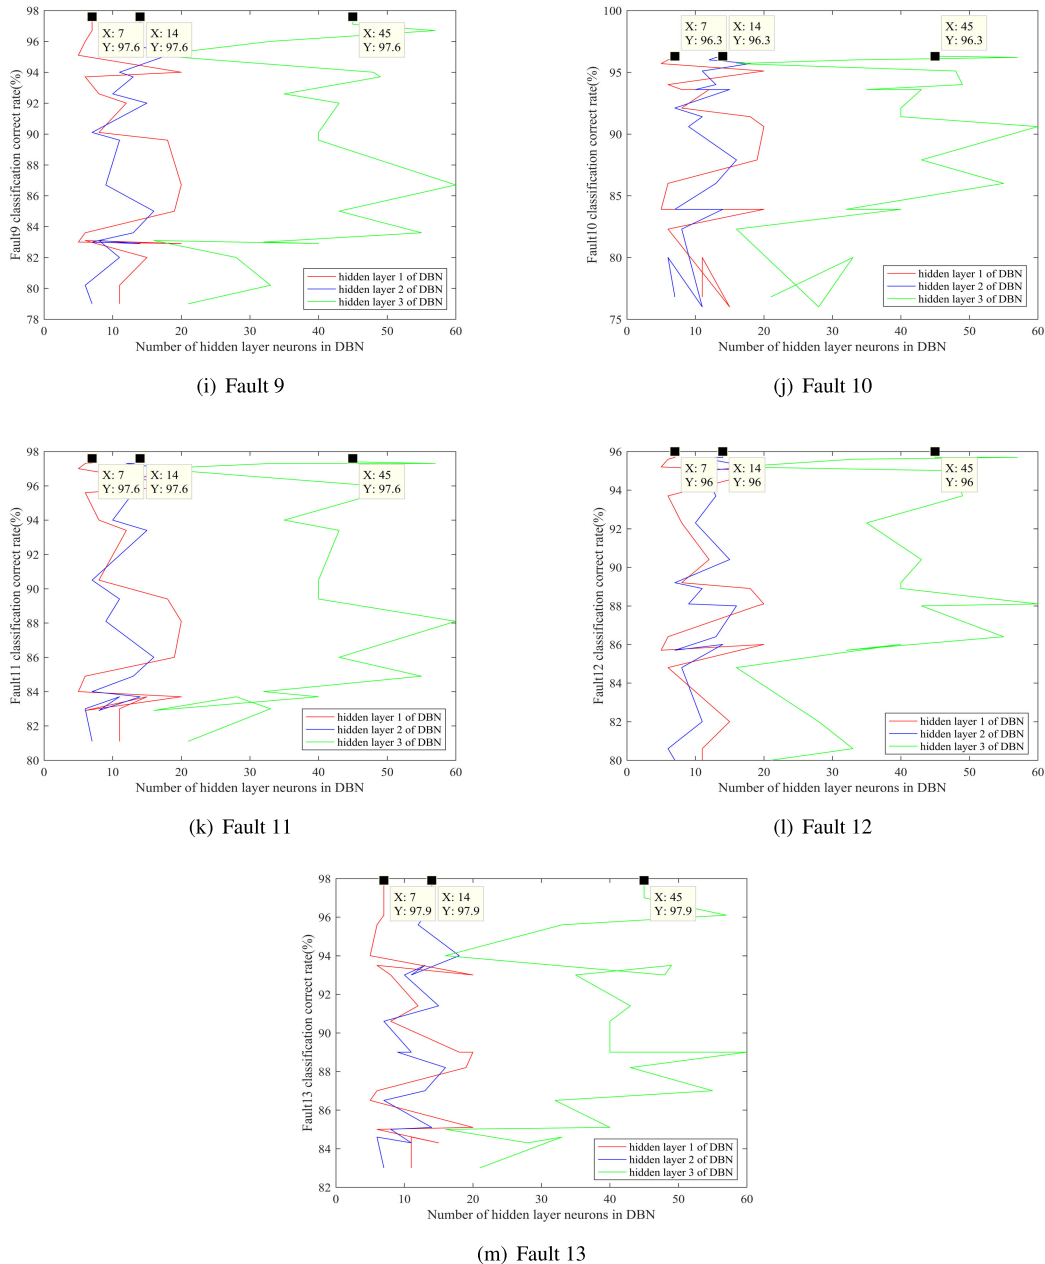 98
96
94
92
90
88
86
84
82
80
78
Fault9 classification correct rate(%)
X: 7
Y: 97.6
X: 14
Y: 97.6
X: 45
Y: 97.6
hidden layer 1 of DBN
hidden layer 2 of DBN
hidden layer 3 of DBN
0 10 20 30 40 50 60
Number of hidden layer neurons in DBN
(i) Fault 9
100
95
90
85
80
75
Fault10 classification correct rate(%)
X: 7
Y: 96.3
X: 14
Y: 96.3
X: 45
Y: 96.3
hidden layer 1 of DBN
hidden layer 2 of DBN
hidden layer 3 of DBN
0 10 20 30 40 50 60
Number of hidden layer neurons in DBN
(j) Fault 10
98
96
94
92
90
88
86
84
82
80
Fault11 classification correct rate(%)
X: 7
Y: 97.6
X: 14
Y: 97.6
X: 45
Y: 97.6
hidden layer 1 of DBN
hidden layer 2 of DBN
hidden layer 3 of DBN
0 10 20 30 40 50 60
Number of hidden layer neurons in DBN
(k) Fault 11
96
94
92
90
88
86
84
82
80
Fault12 classification correct rate(%)
X: 7
Y: 96
X: 14
Y: 96
X: 45
Y: 96
hidden layer 1 of DBN
hidden layer 2 of DBN
hidden layer 3 of DBN
0 10 20 30 40 50 60
Number of hidden layer neurons in DBN
(l) Fault 12
98
96
94
92
90
88
86
84
82
Fault13 classification correct rate(%)
X: 7
Y: 97.9
X: 14
Y: 97.9
X: 45
Y: 97.9
hidden layer 1 of DBN
hidden layer 2 of DBN
hidden layer 3 of DBN
0 10 20 30 40 50 60
Number of hidden layer neurons in DBN
(m) Fault 13